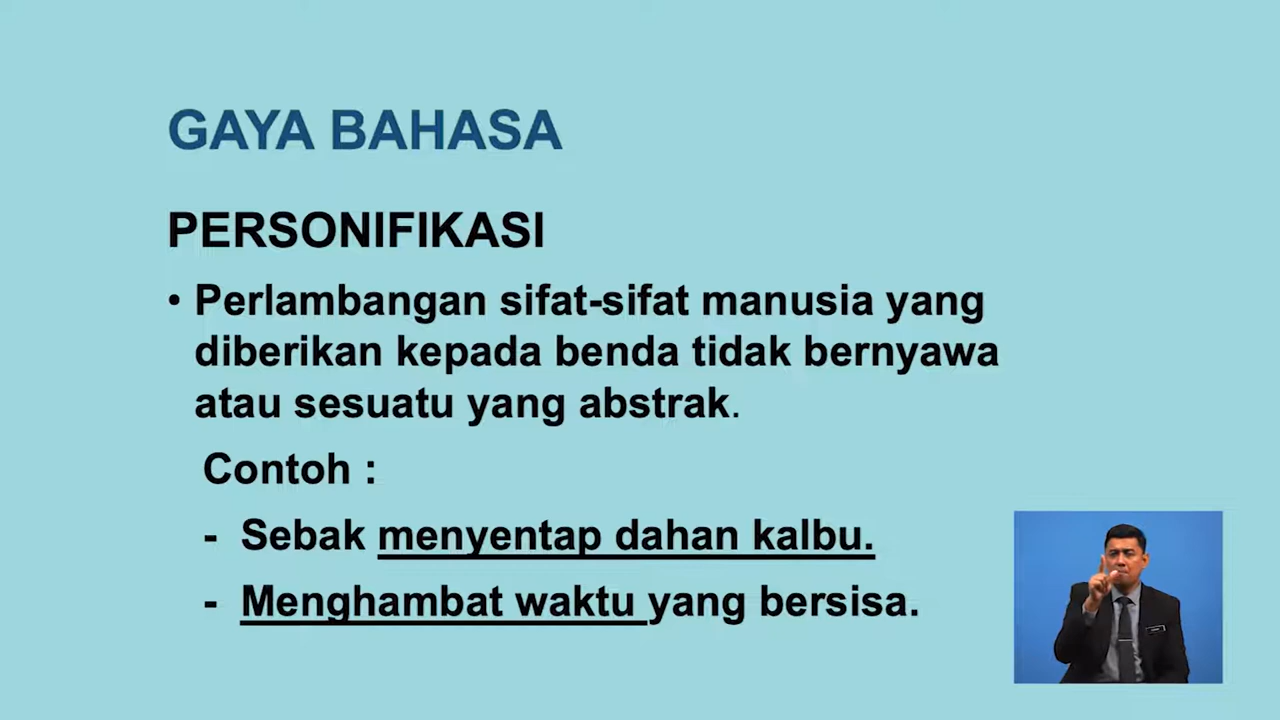 GAYA BAHASA
PERSONIFIKASI
• Perlambangan sifat-sifat manusia yang
diberikan kepada benda tidak bernyawa
atau sesuatu yang abstrak.
Contoh :
- Sebak menyentap dahan kalbu.
- Menghambat waktu yang bersisa.